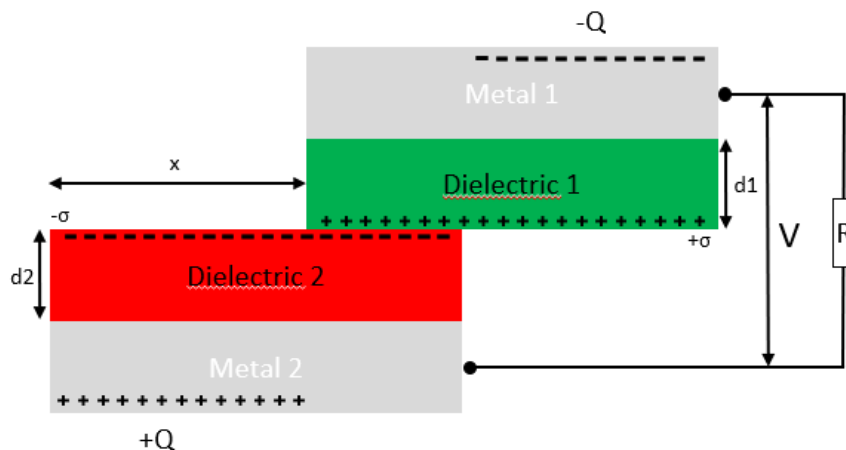 -Q
Metal 1
x
Dielectric 1
d1
-σ
+σ
V
R
d2
Dielectric 2
Metal 2
+Q